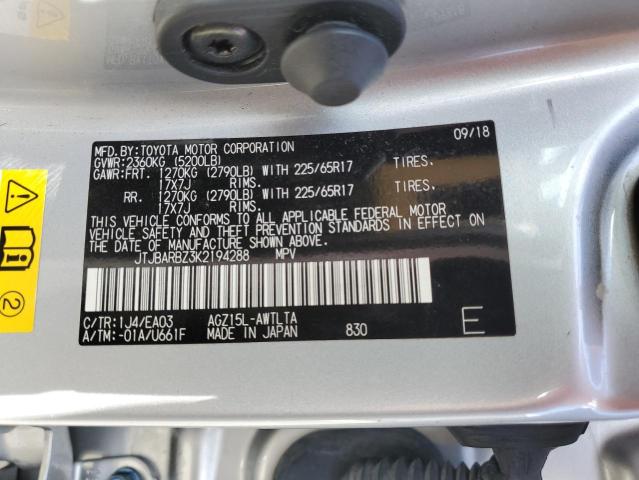 MFD. BY: TOYOTA MOTOR CORPORATION 09/18
GVWR: 2360KG (5200LB)
GAWR: FRT. 1270KG (2790LB) WITH 225/65R17 TIRES.
17X7J RIMS.
RR. 1270KG (2790LB) WITH 225/65R17 TIRES.
17X7J RIMS.
THIS VEHICLE CONFORMS TO ALL APPLICABLE FEDERAL MOTOR
VEHICLE SAFETY AND THEFT PREVENTION STANDARDS IN EFFECT ON
THE DATE OF MANUFACTURE SHOWN ABOVE.
JTJBARBZ3K2194288 MPV
C/TR: 1J4/EA03 AGZ15L-AWTLTA
A/TM: -01A/U661F MADE IN JAPAN 830 E
2